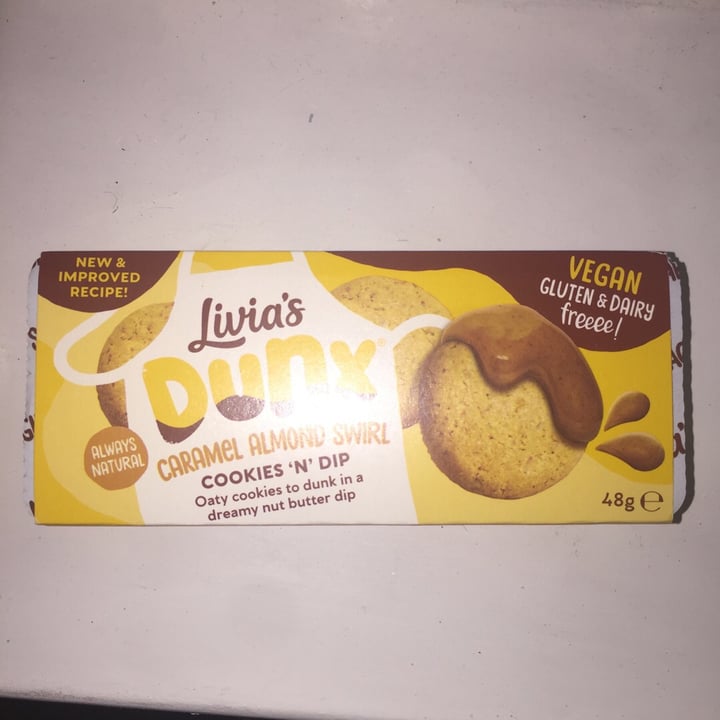 NEW &
IMPROVED
RECIPE!
Livia's
DUNX®
CARAMEL ALMOND SWIRL
COOKIES 'N' DIP
Oaty cookies to dunk in a
dreamy nut butter dip
ALWAYS
NATURAL
VEGAN
GLUTEN & DAIRY
freeee!
48g ℮